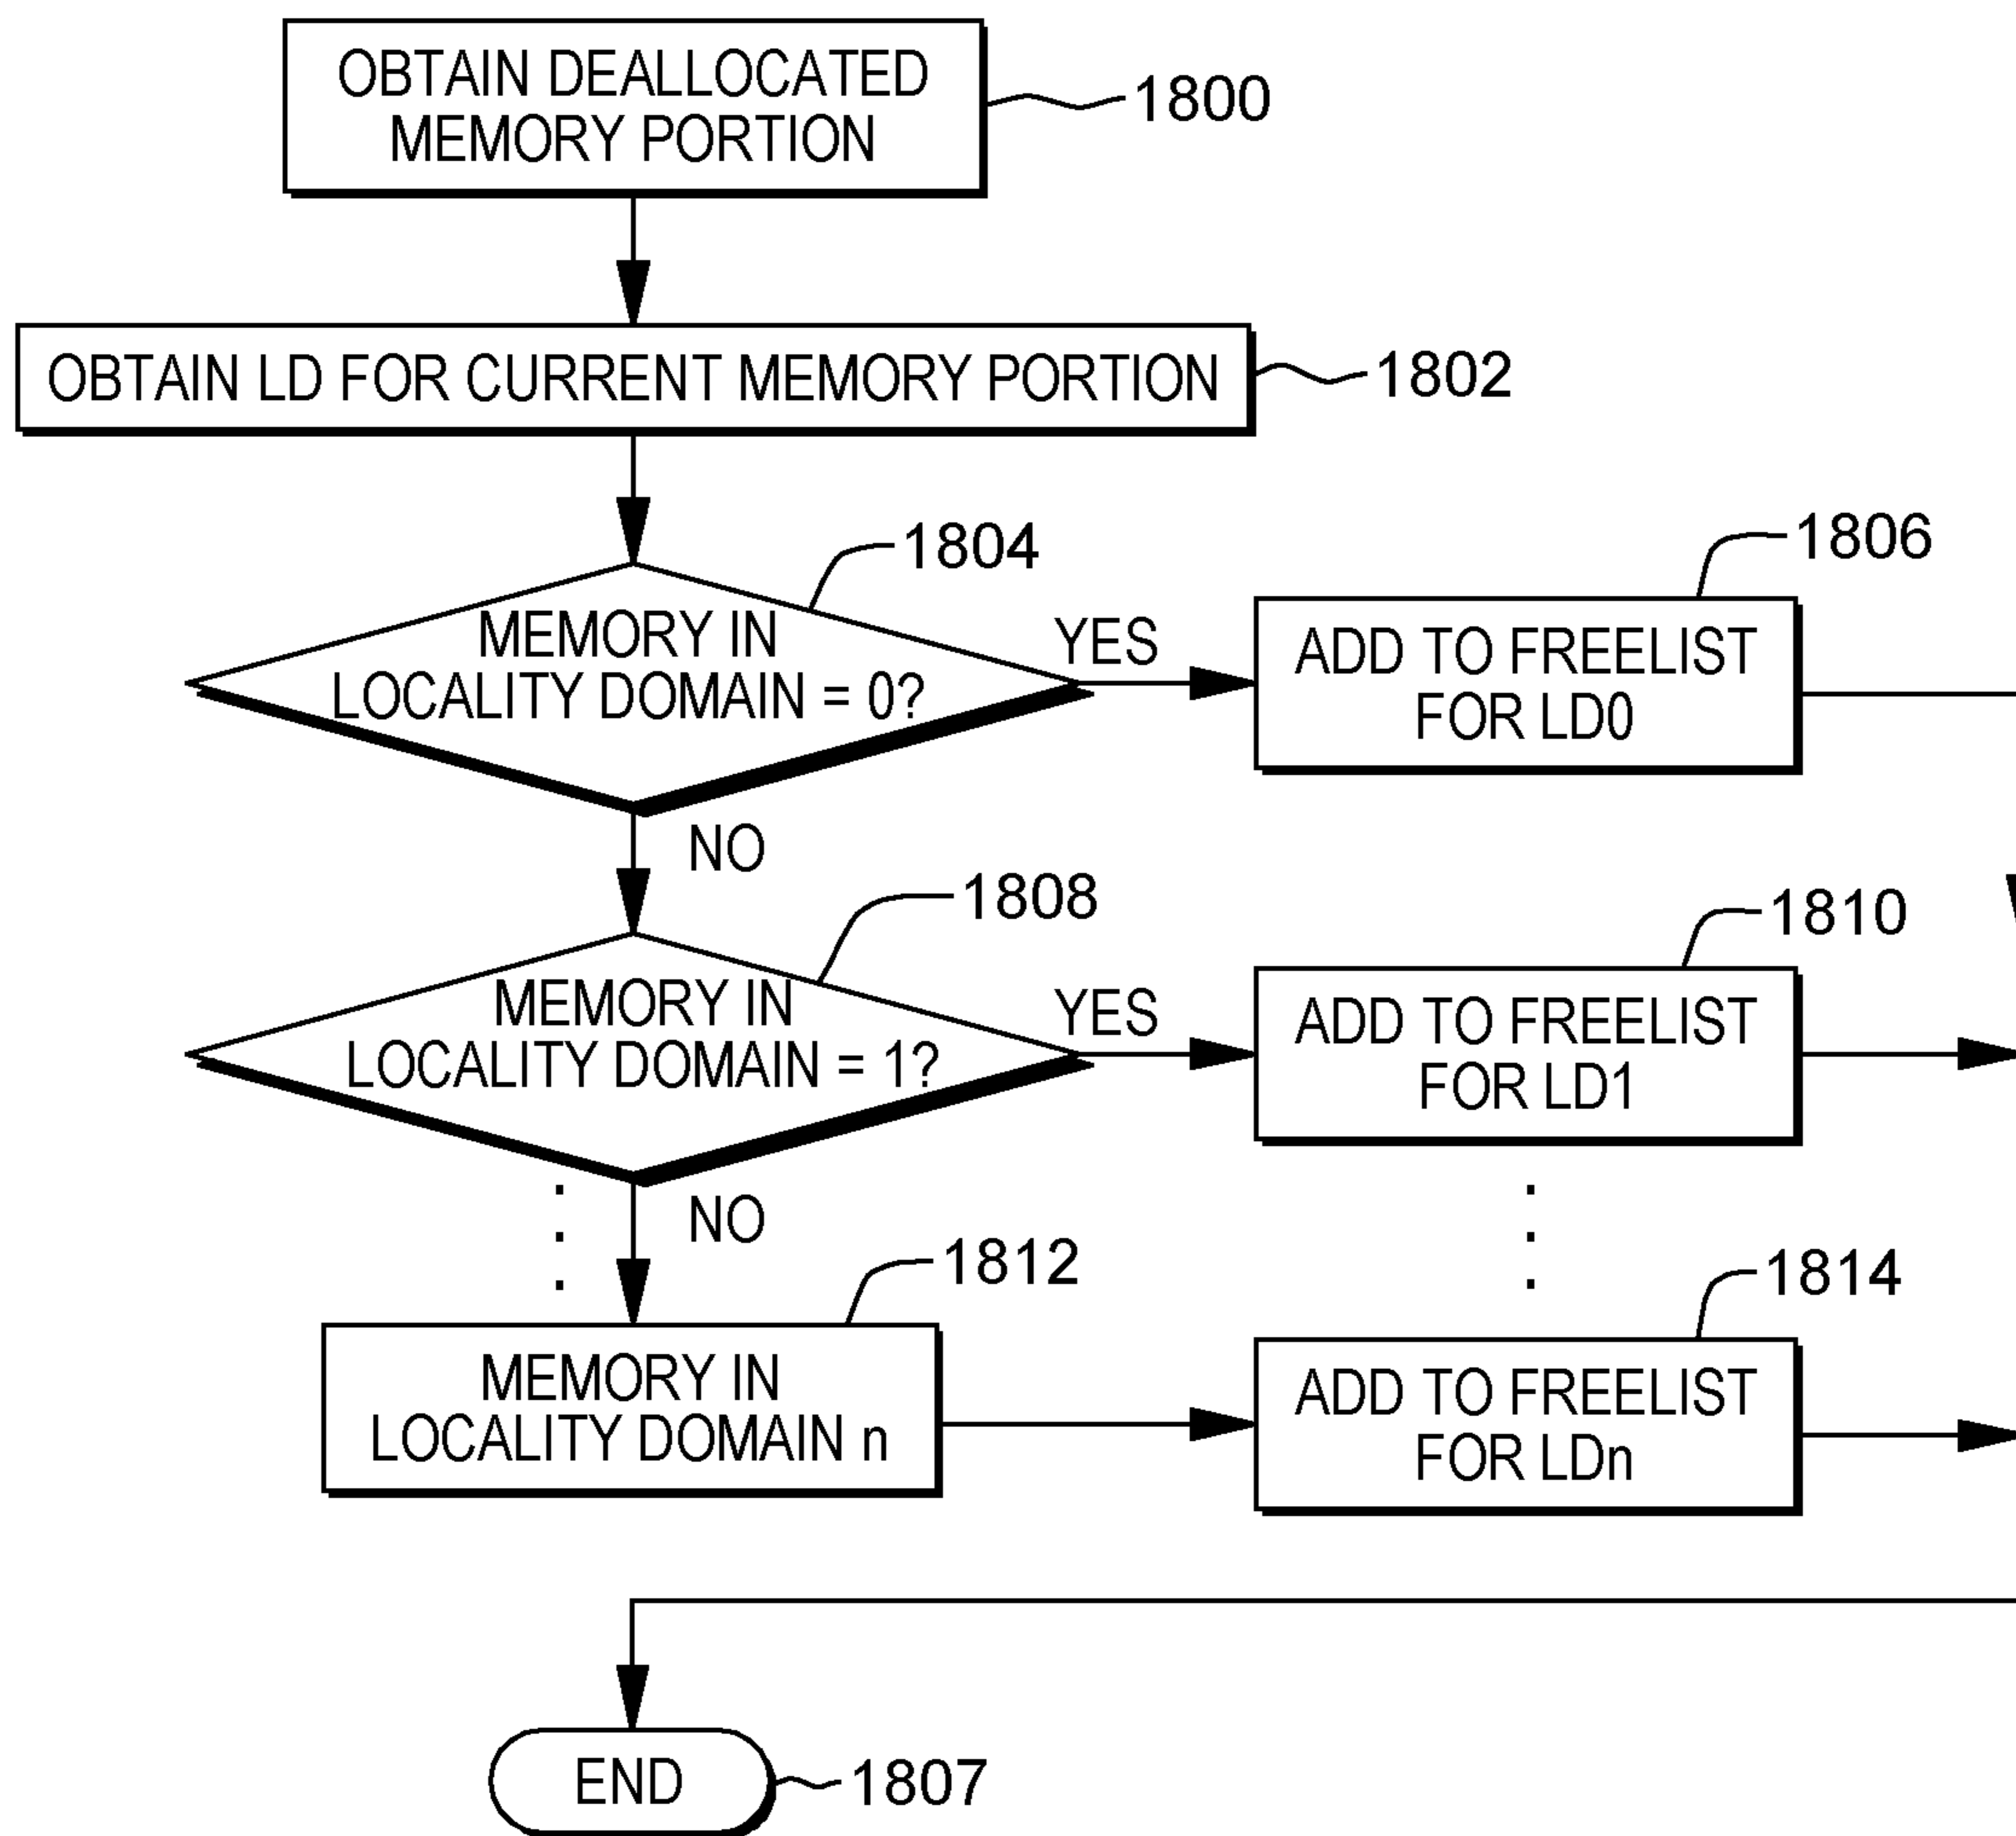 OBTAIN DEALLOCATED
MEMORY PORTION
1800
OBTAIN LD FOR CURRENT MEMORY PORTION
1802
1804
MEMORY IN
LOCALITY DOMAIN = 0?
YES
1806
ADD TO FREELIST
FOR LD0
NO
1808
MEMORY IN
LOCALITY DOMAIN = 1?
YES
1810
ADD TO FREELIST
FOR LD1
NO
1812
MEMORY IN
LOCALITY DOMAIN n
1814
ADD TO FREELIST
FOR LDn
END
1807